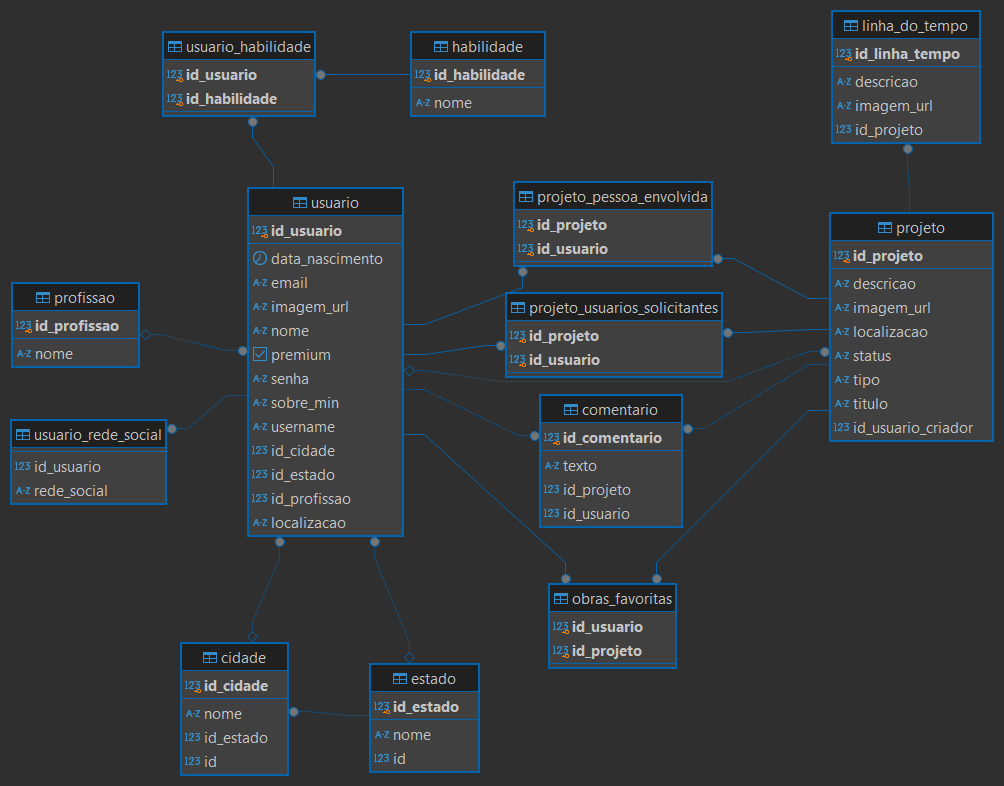 usuario_habilidade
123 id_usuario
123 id_habilidade
habilidade
123 id_habilidade
A-Z nome
linha_do_tempo
123 id_linha_tempo
A-Z descricao
A-Z imagem_url
123 id_projeto
usuario
123 id_usuario
data_nascimento
A-Z email
A-Z imagem_url
A-Z nome
premium
A-Z senha
A-Z sobre_min
A-Z username
123 id_cidade
123 id_estado
123 id_profissao
A-Z localizacao
projeto_pessoa_envolvida
123 id_projeto
123 id_usuario
projeto
123 id_projeto
A-Z descricao
A-Z imagem_url
A-Z localizacao
A-Z status
A-Z tipo
A-Z titulo
123 id_usuario_criador
profissao
123 id_profissao
A-Z nome
projeto_usuarios_solicitantes
123 id_projeto
123 id_usuario
usuario_rede_social
123 id_usuario
A-Z rede_social
comentario
123 id_comentario
A-Z texto
123 id_projeto
123 id_usuario
obras_favoritas
123 id_usuario
123 id_projeto
cidade
123 id_cidade
A-Z nome
123 id_estado
123 id
estado
123 id_estado
A-Z nome
123 id